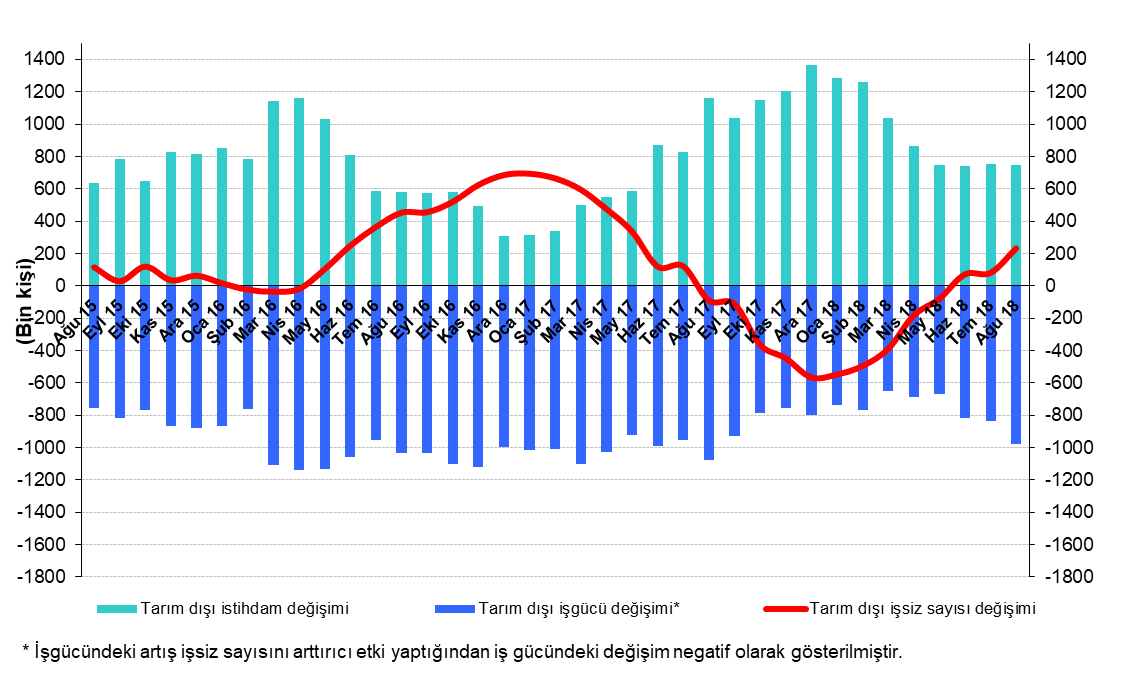 1400
1200
1000
800
600
400
200
0
-200
-400
-600
-800
-1000
-1200
-1400
-1600
-1800
(Bin kişi)
Ağu 15
Eyl 15
Eki 15
Kas 15
Ara 15
Oca 16
Şub 16
Mar 16
Nis 16
May 16
Haz 16
Tem 16
Ağu 16
Eyl 16
Eki 16
Kas 16
Ara 16
Oca 17
Şub 17
Mar 17
Nis 17
May 17
Haz 17
Tem 17
Ağu 17
Eyl 17
Eki 17
Kas 17
Ara 17
Oca 18
Şub 18
Mar 18
Nis 18
May 18
Haz 18
Tem 18
Ağu 18
1400
1200
1000
800
600
400
200
0
-200
-400
-600
-800
-1000
-1200
-1400
-1600
-1800
Tarım dışı istihdam değişimi
Tarım dışı işgücü değişimi*
Tarım dışı işsiz sayısı değişimi
* İşgücündeki artış işsiz sayısını arttırıcı etki yaptığından iş gücündeki değişim negatif olarak gösterilmiştir.